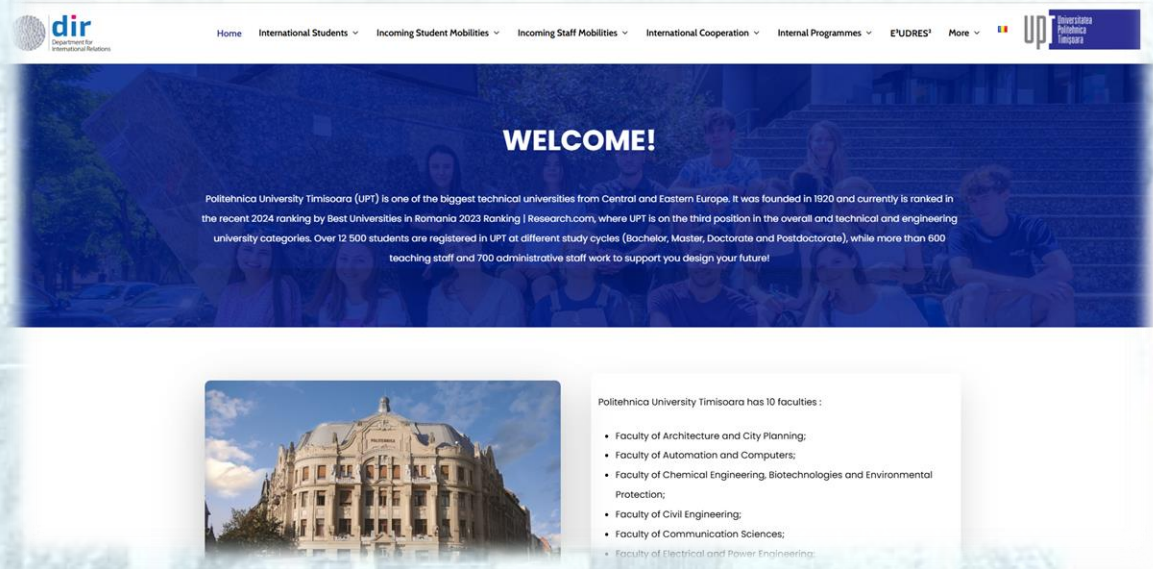 dir
Department for
International Relations
Home
International Students
Incoming Student Mobilities
Incoming Staff Mobilities
International Cooperation
Internal Programmes
E³UDRES²
More
UPT
Universitatea
Politehnica
Timișoara
WELCOME!
Politehnica University Timisoara (UPT) is one of the biggest technical universities from Central and Eastern Europe. It was founded in 1920 and currently is ranked in
the recent 2024 ranking by Best Universities in Romania 2023 Ranking | Research.com, where UPT is on the third position in the overall and technical and engineering
university categories. Over 12 500 students are registered in UPT at different study cycles (Bachelor, Master, Doctorate and Postdoctorate), while more than 600
teaching staff and 700 administrative staff work to support you design your future!
POLITEHNICA
Politehnica University Timisoara has 10 faculties :
• Faculty of Architecture and City Planning;
• Faculty of Automation and Computers;
• Faculty of Chemical Engineering, Biotechnologies and Environmental
Protection;
• Faculty of Civil Engineering;
• Faculty of Communication Sciences;
• Faculty of Electrical and Power Engineering;